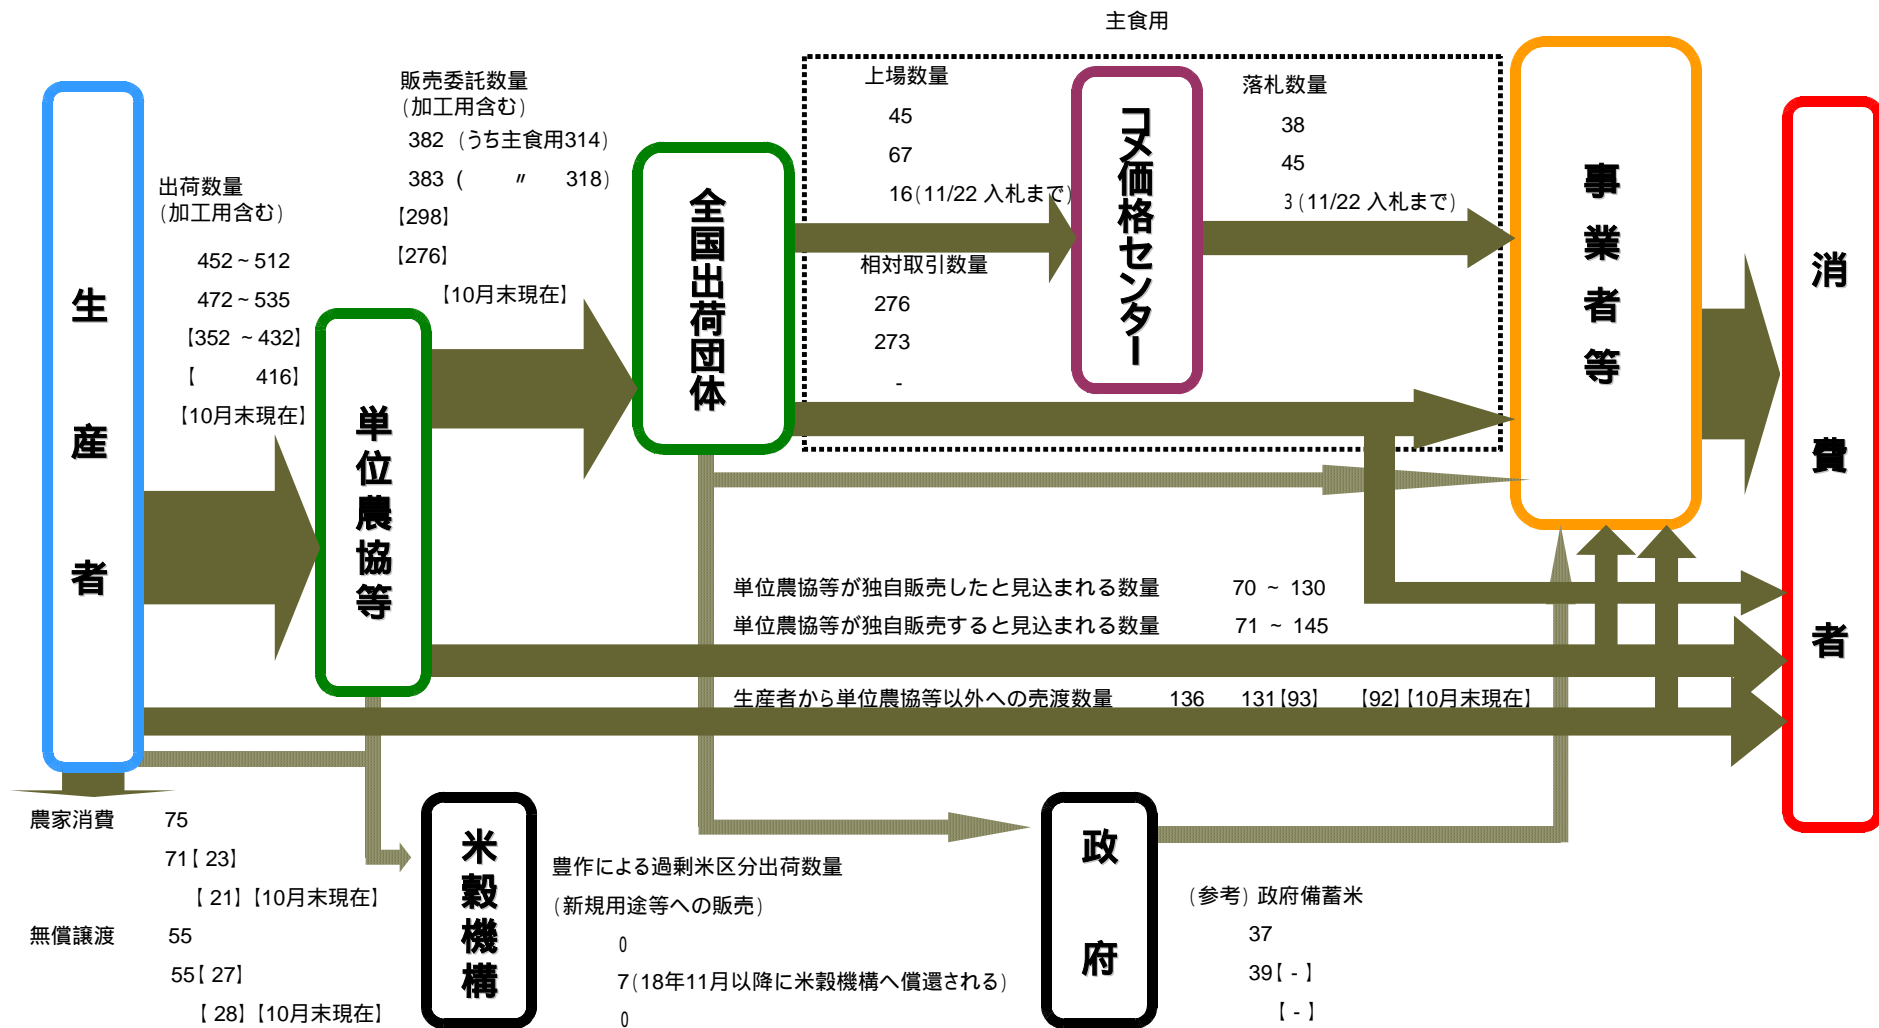 主食用
生産者
出荷数量
(加工用含む)
452~512
472~535
【352 ~432】
【 416】
【10月末現在】
単位農協等
販売委託数量
(加工用含む)
382 (うち主食用314)
383 ( 〃 318)
【298】
【276】
【10月末現在】
全国出荷団体
上場数量
45
67
16(11/22 入札まで)
相対取引数量
276
273
-
コメ価格センター
落札数量
38
45
3(11/22 入札まで)
事業者等
消費者
単位農協等が独自販売したと見込まれる数量 70 ~ 130
単位農協等が独自販売すると見込まれる数量 71 ~ 145
生産者から単位農協等以外への売渡数量 136 131【93】 【92】【10月末現在】
農家消費 75
71【 23】
【 21】【10月末現在】
無償譲渡 55
55【 27】
【 28】【10月末現在】
米穀機構
豊作による過剰米区分出荷数量
(新規用途等への販売)
0
7(18年11月以降に米穀機構へ償還される)
0
政府
(参考) 政府備蓄米
37
39【 - 】
【 - 】